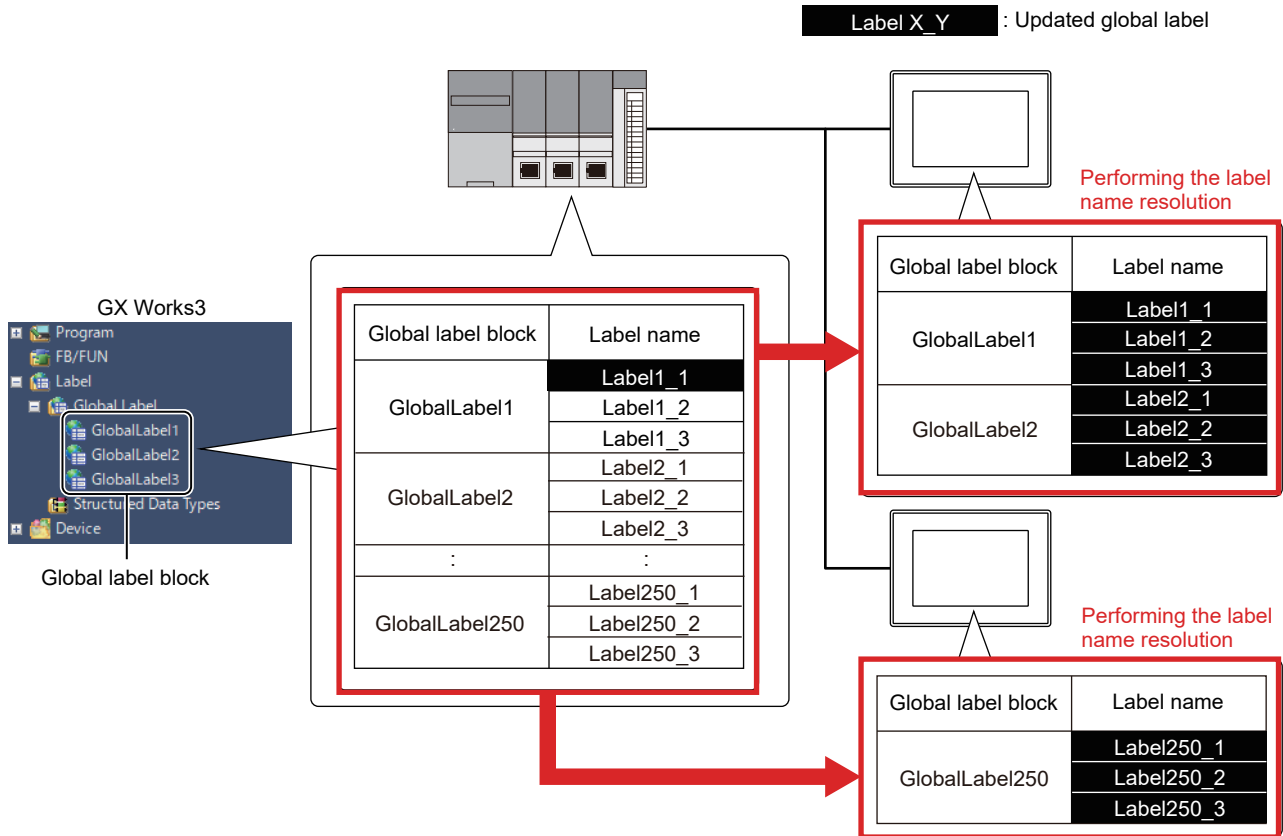 Label X_Y : Updated global label
Performing the label
name resolution
Global label block Label name
GlobalLabel1
Label1_1
Label1_2
Label1_3
GlobalLabel2
Label2_1
Label2_2
Label2_3
GX Works3
Program
FB/FUN
Label
Global Label
GlobalLabel1
GlobalLabel2
GlobalLabel3
Structured Data Types
Device
Global label block
Global label block Label name
GlobalLabel1
Label1_1
Label1_2
Label1_3
GlobalLabel2
Label2_1
Label2_2
Label2_3
: :
GlobalLabel250
Label250_1
Label250_2
Label250_3
Performing the label
name resolution
Global label block Label name
GlobalLabel250
Label250_1
Label250_2
Label250_3